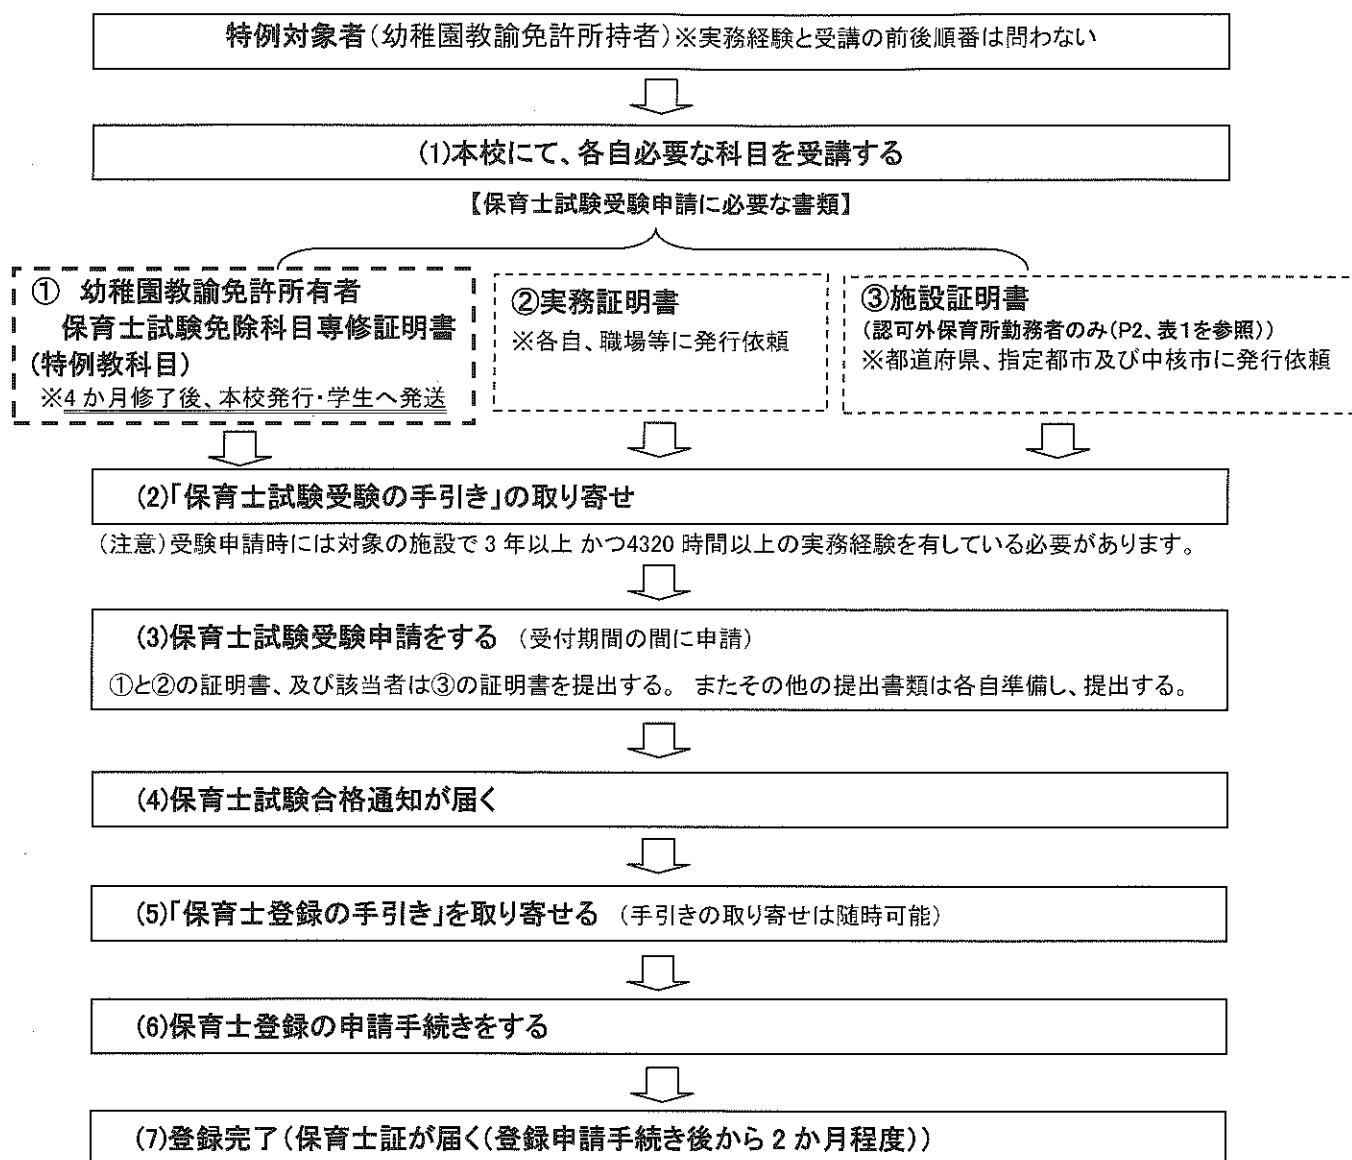 特例対象者(幼稚園教諭免許所持者)※実務経験と受講の前後順番は問わない
(1)本校にて、各自必要な科目を受講する
【保育士試験受験申請に必要な書類】
① 幼稚園教諭免許所有者
保育士試験免除科目専修証明書
(特例教科目)
※4か月修了後、本校発行・学生へ発送
②実務証明書
※各自、職場等に発行依頼
③施設証明書
(認可外保育所勤務者のみ(P2、表1を参照))
※都道府県、指定都市及び中核市に発行依頼
(2)「保育士試験受験の手引き」の取り寄せ
(注意)受験申請時には対象の施設で3年以上 かつ4320時間以上の実務経験を有している必要があります。
(3)保育士試験受験申請をする (受付期間の間に申請)
①と②の証明書、及び該当者は③の証明書を提出する。 またその他の提出書類は各自準備し、提出する。
(4)保育士試験合格通知が届く
(5)「保育士登録の手引き」を取り寄せる (手引きの取り寄せは随時可能)
(6)保育士登録の申請手続きをする
(7)登録完了(保育士証が届く(登録申請手続き後から2か月程度))